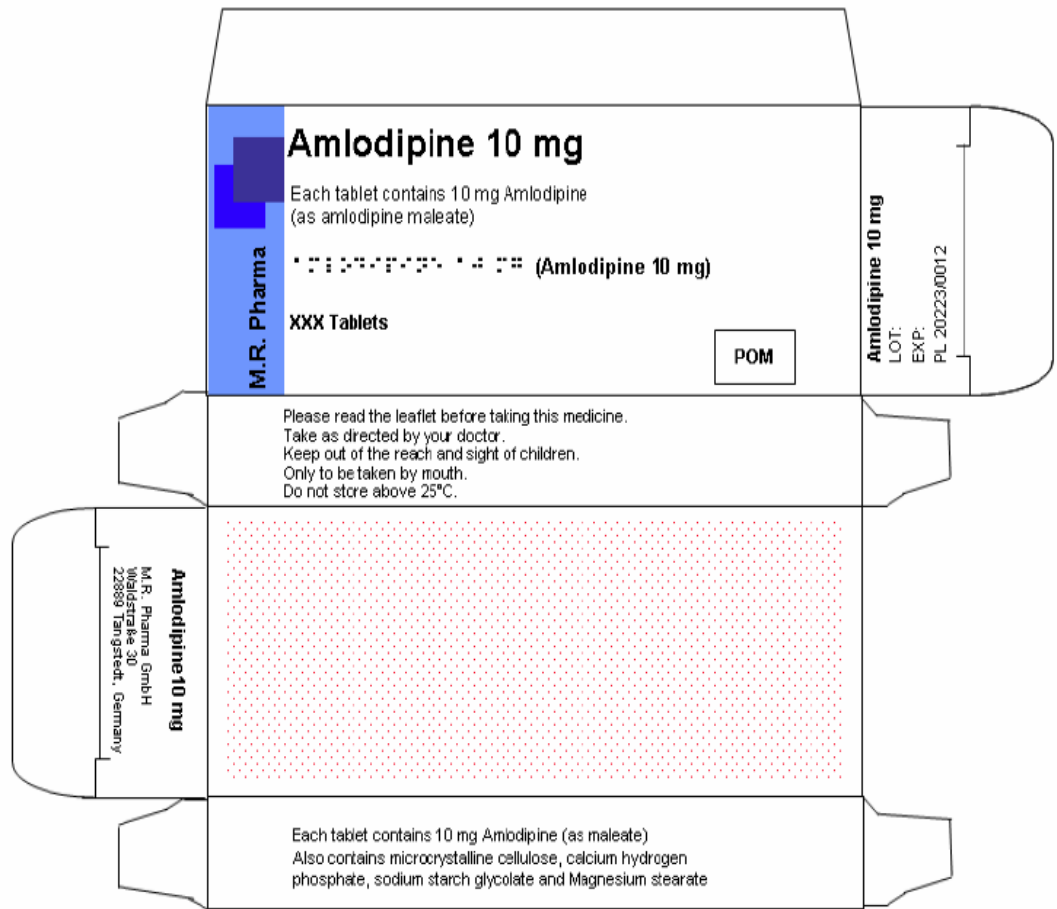 Amlodipine 10 mg
Each tablet contains 10 mg Amlodipine
(as amlodipine maleate)
⠁⠍⠇⠕⠙⠊⠏⠊⠝⠑ ⠁⠚ ⠍⠛ (Amlodipine 10 mg)
XXX Tablets
POM
M.R. Pharma
Amlodipine 10 mg
LOT:
EXP:
PL 20223/0012
Please read the leaflet before taking this medicine.
Take as directed by your doctor.
Keep out of the reach and sight of children.
Only to be taken by mouth.
Do not store above 25°C.
Amlodipine10 mg
M.R. Pharma GmbH
Waldstraße 30
22889 Tangstedt, Germany
Each tablet contains 10 mg Amlodipine (as maleate)
Also contains microcrystalline cellulose, calcium hydrogen
phosphate, sodium starch glycolate and Magnesium stearate